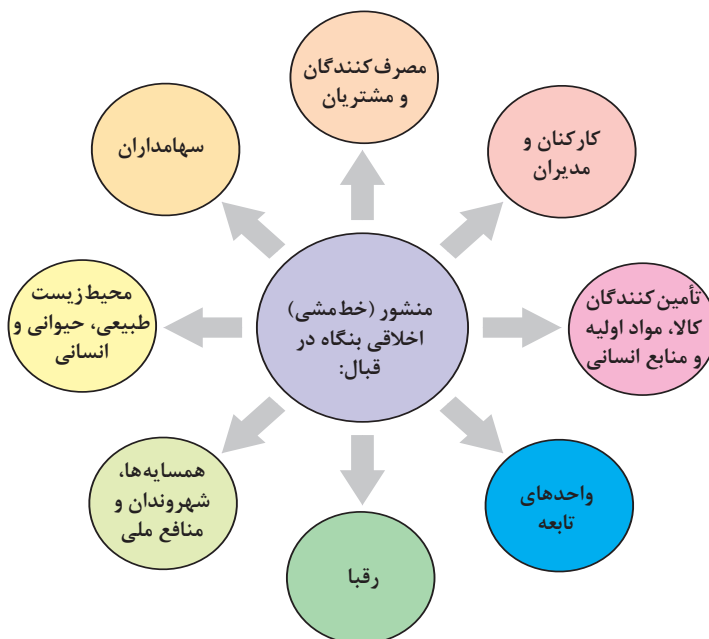 مصرف‌کنندگان
و مشتریان
کارکنان و
مدیران
سهامداران
تأمین‌کنندگان
کالا، مواد اولیه
و منابع انسانی
منشور (خط‌مشی)
اخلاقی بنگاه در
قبال:
محیط‌زیست
طبیعی، حیوانی و
انسانی
واحدهای
تابعه
همسایه‌ها،
شهروندان و
منافع ملی
رقبا